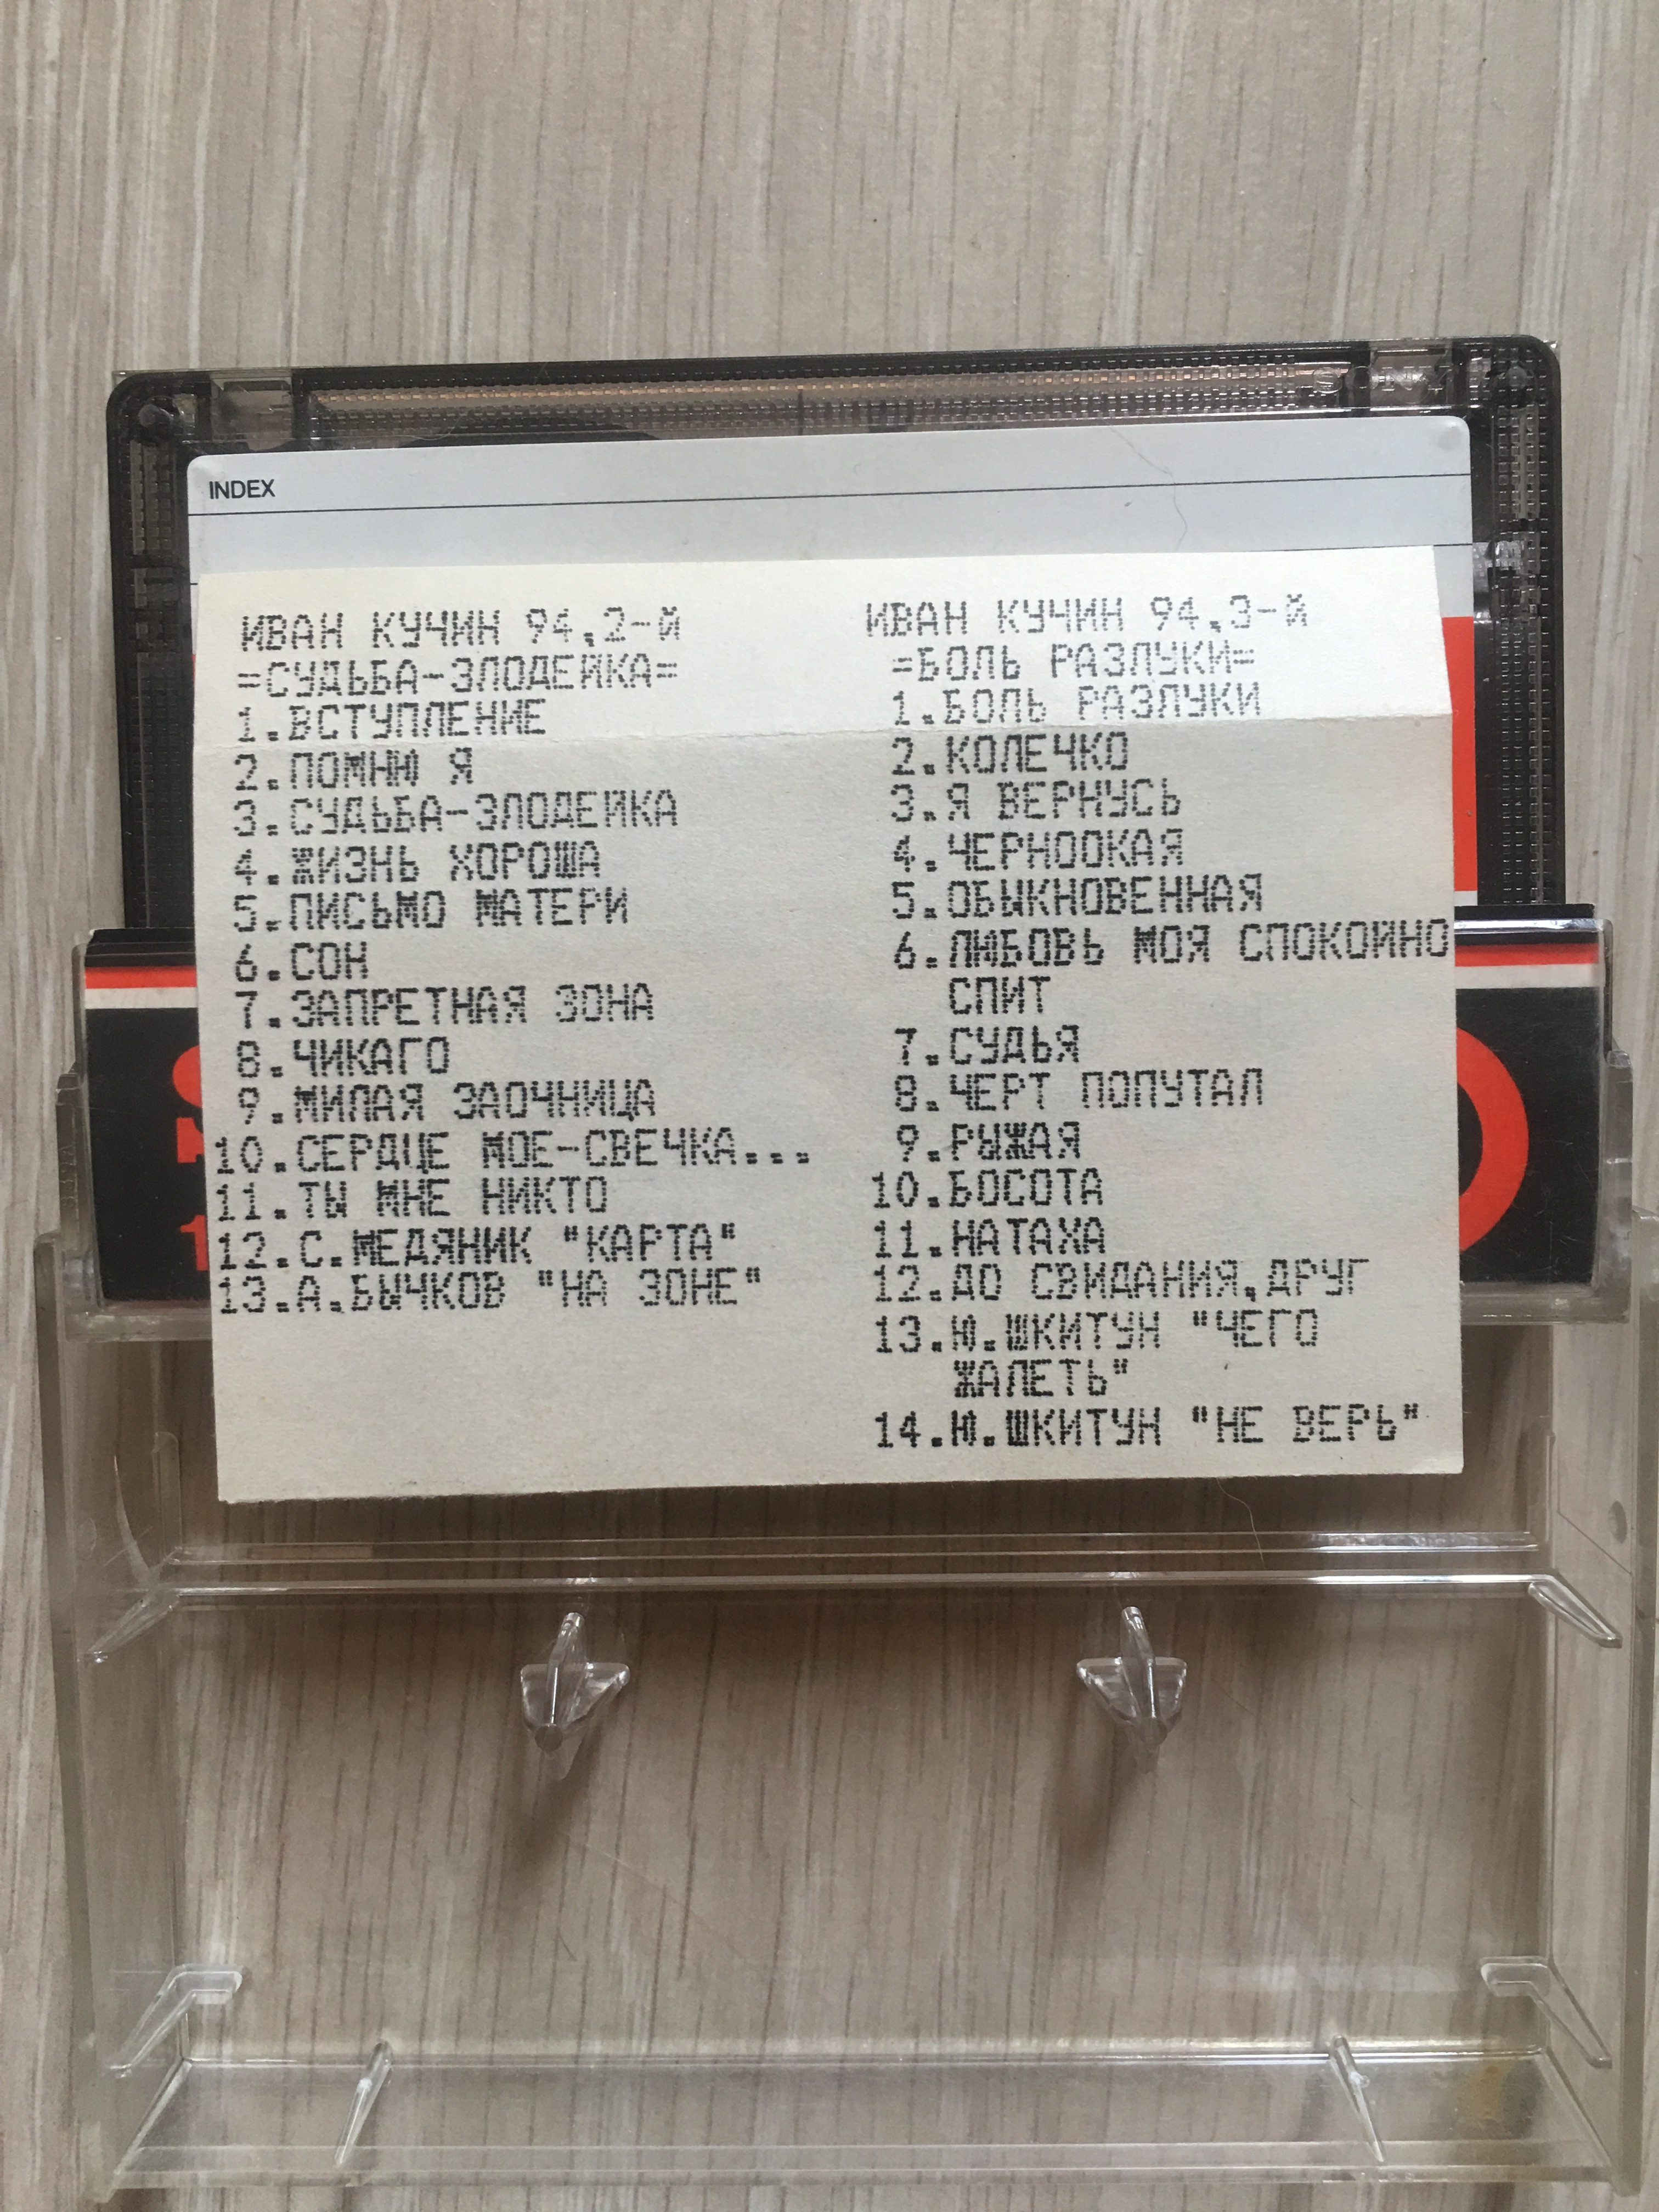 INDEX
ИВАН КУЧИН 94,2-й
=СУДЬБА-ЗЛОДЕЙКА=
1.ВСТУПЛЕНИЕ
2.ПОМНЮ Я
3.СУДЬБА-ЗЛОДЕЙКА
4.ЖИЗНЬ ХОРОША
5.ПИСЬМО МАТЕРИ
6.СОН
7.ЗАПРЕТНАЯ ЗОНА
8.ЧИКАГО
9.МИЛАЯ ЗАОЧНИЦА
10.СЕРДЦЕ МОЕ-СВЕЧКА...
11.ТЫ МНЕ НИКТО
12.С.МЕДЯНИК "КАРТА"
13.А.БЫЧКОВ "НА ЗОНЕ"
ИВАН КУЧИН 94,3-й
=БОЛЬ РАЗЛУКИ=
1.БОЛЬ РАЗЛУКИ
2.КОЛЕЧКО
3.Я ВЕРНУСЬ
4.ЧЕРНООКАЯ
5.ОБЫКНОВЕННАЯ
6.ЛЮБОВЬ МОЯ СПОКОЙНО
СПИТ
7.СУДЬЯ
8.ЧЕРТ ПОПУТАЛ
9.РЫЖАЯ
10.БОСОТА
11.НАТАХА
12.ДО СВИДАНИЯ,ДРУГ
13.Ю.ШКИТУН "ЧЕГО
ЖАЛЕТЬ"
14.Ю.ШКИТУН "НЕ ВЕРЬ"